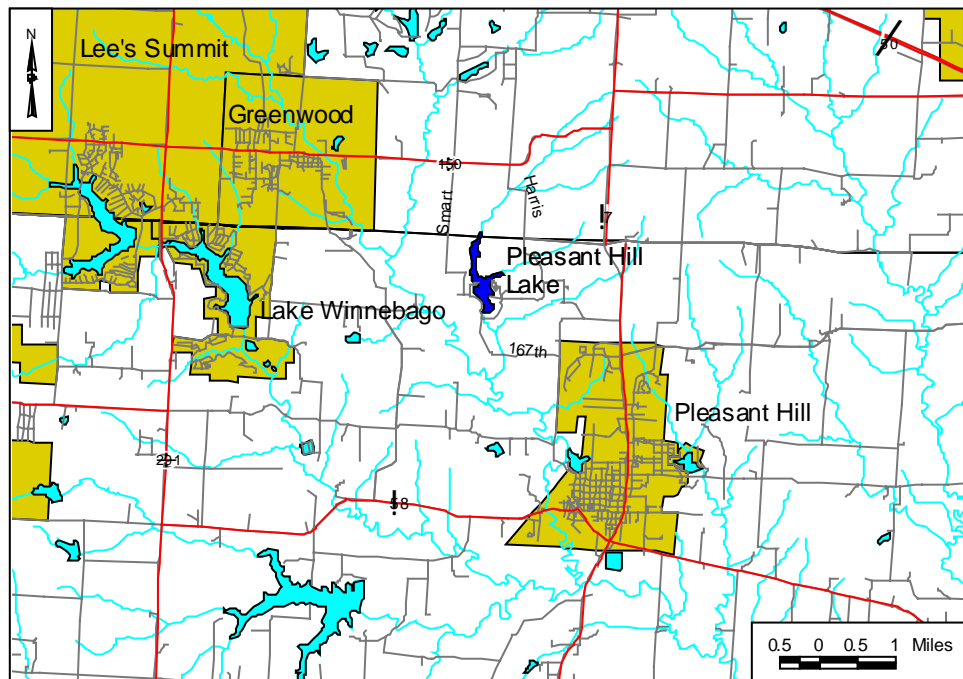 N
Lee's Summit
50
Greenwood
150
Smart
Harris
7
Pleasant Hill
Lake
Lake Winnebago
167th
Pleasant Hill
291
58
0.5 0 0.5 1 Miles